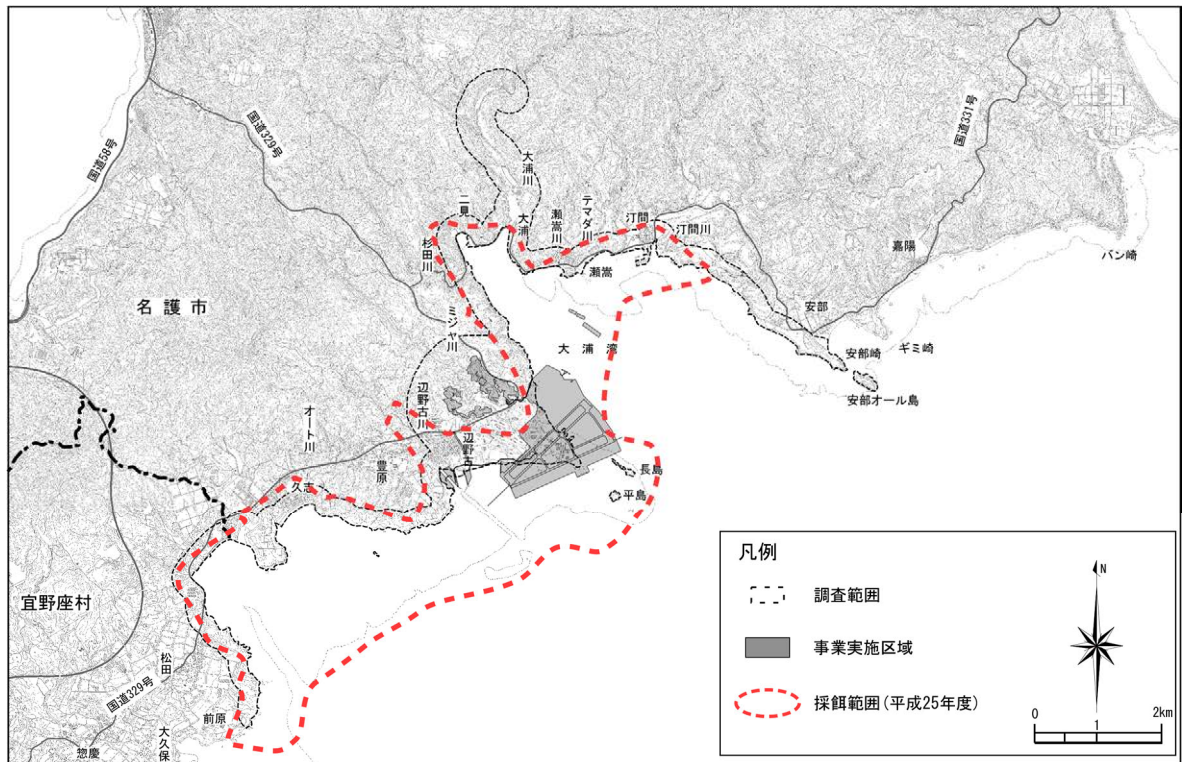 国道58号
国道329号
国道331号
大浦川
二見
大浦
瀬嵩川
テマダ川
汀間
汀間川
嘉陽
バン崎
杉田川
瀬嵩
安部
名護市
ミジャ川
大浦湾
安部崎
ギミ崎
安部オール島
辺野古川
オート川
辺野古
豊原
長島
久志
平島
宜野座村
松田
国道329号
前原
大久保
惣慶
凡例
調査範囲
事業実施区域
採餌範囲(平成25年度)
N
0
1
2km